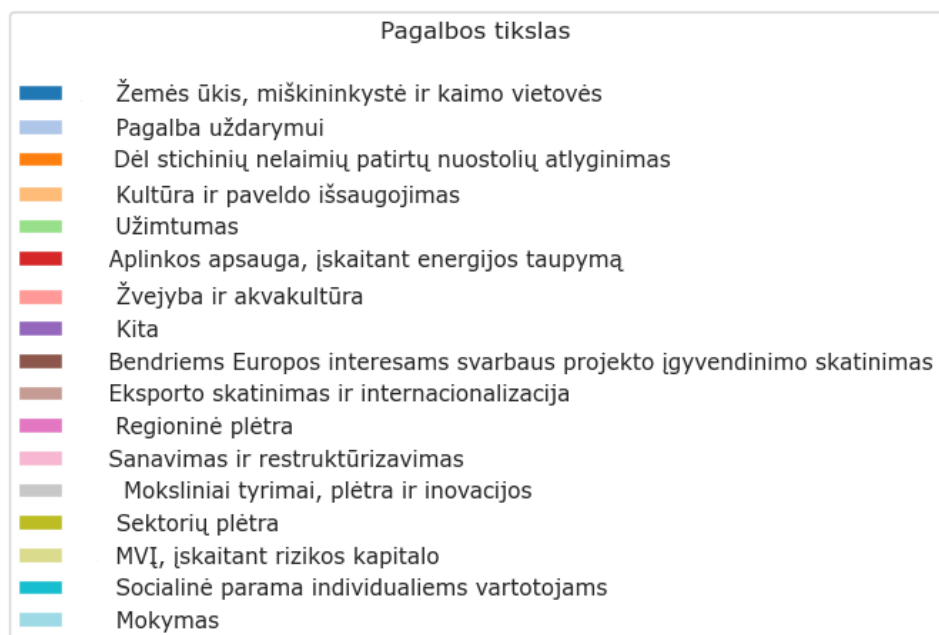 Pagalbos tikslas
Žemės ūkis, miškininkystė ir kaimo vietovės
Pagalba uždarymui
Dėl stichinių nelaimių patirtų nuostolių atlyginimas
Kultūra ir paveldo išsaugojimas
Užimtumas
Aplinkos apsauga, įskaitant energijos taupymą
Žvejyba ir akvakultūra
Kita
Bendriems Europos interesams svarbaus projekto įgyvendinimo skatinimas
Eksporto skatinimas ir internacionalizacija
Regioninė plėtra
Sanavimas ir restruktūrizavimas
Moksliniai tyrimai, plėtra ir inovacijos
Sektorių plėtra
MVĮ, įskaitant rizikos kapitalo
Socialinė parama individualiems vartotojams
Mokymas